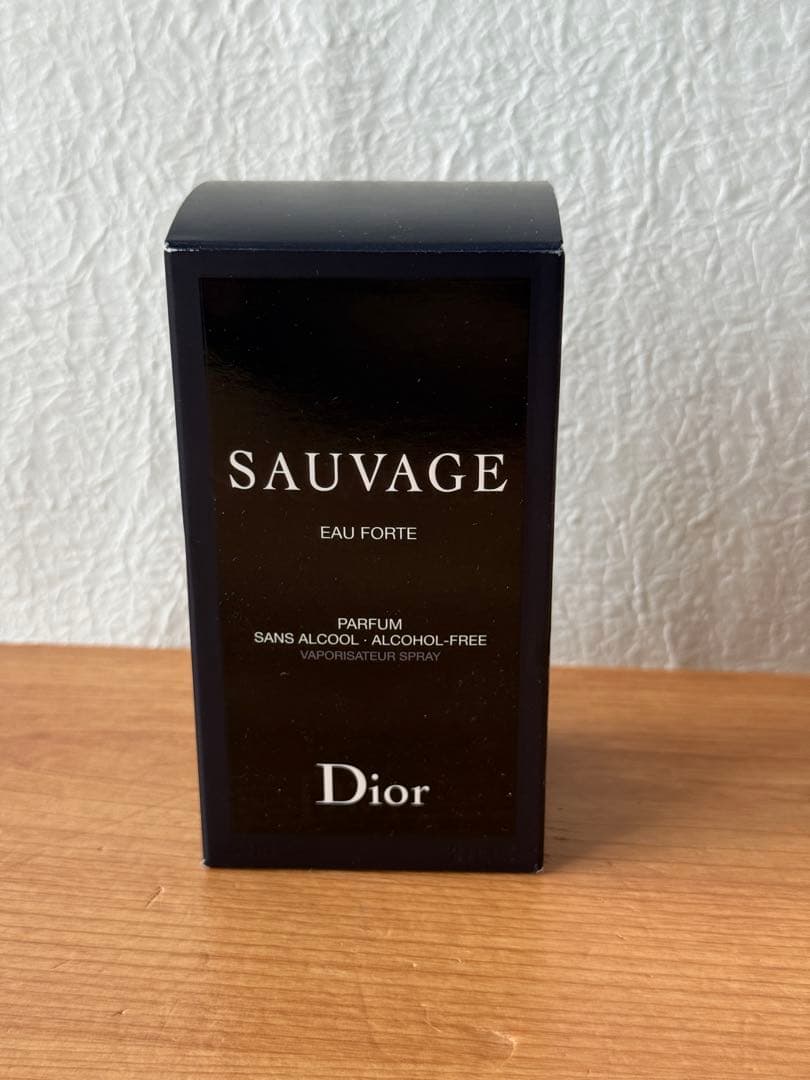 SAUVAGE
EAU FORTE
PARFUM
SANS ALCOOL · ALCOHOL-FREE
VAPORISATEUR SPRAY
Dior